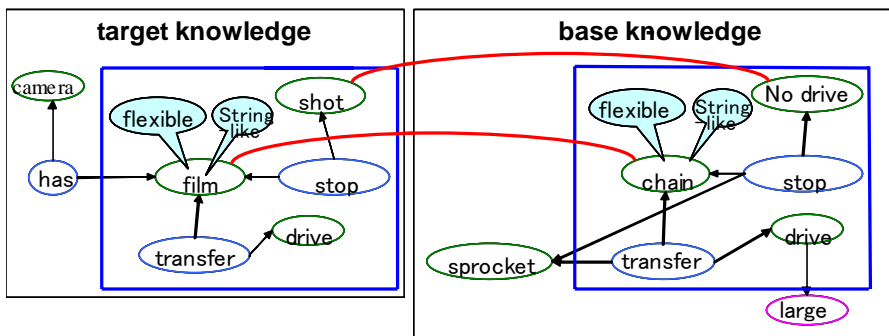 target knowledge
base knowledge
camera
shot
flexible
String
-like
has
film
stop
transfer
drive
No drive
flexible
String
-like
chain
stop
sprocket
transfer
drive
large